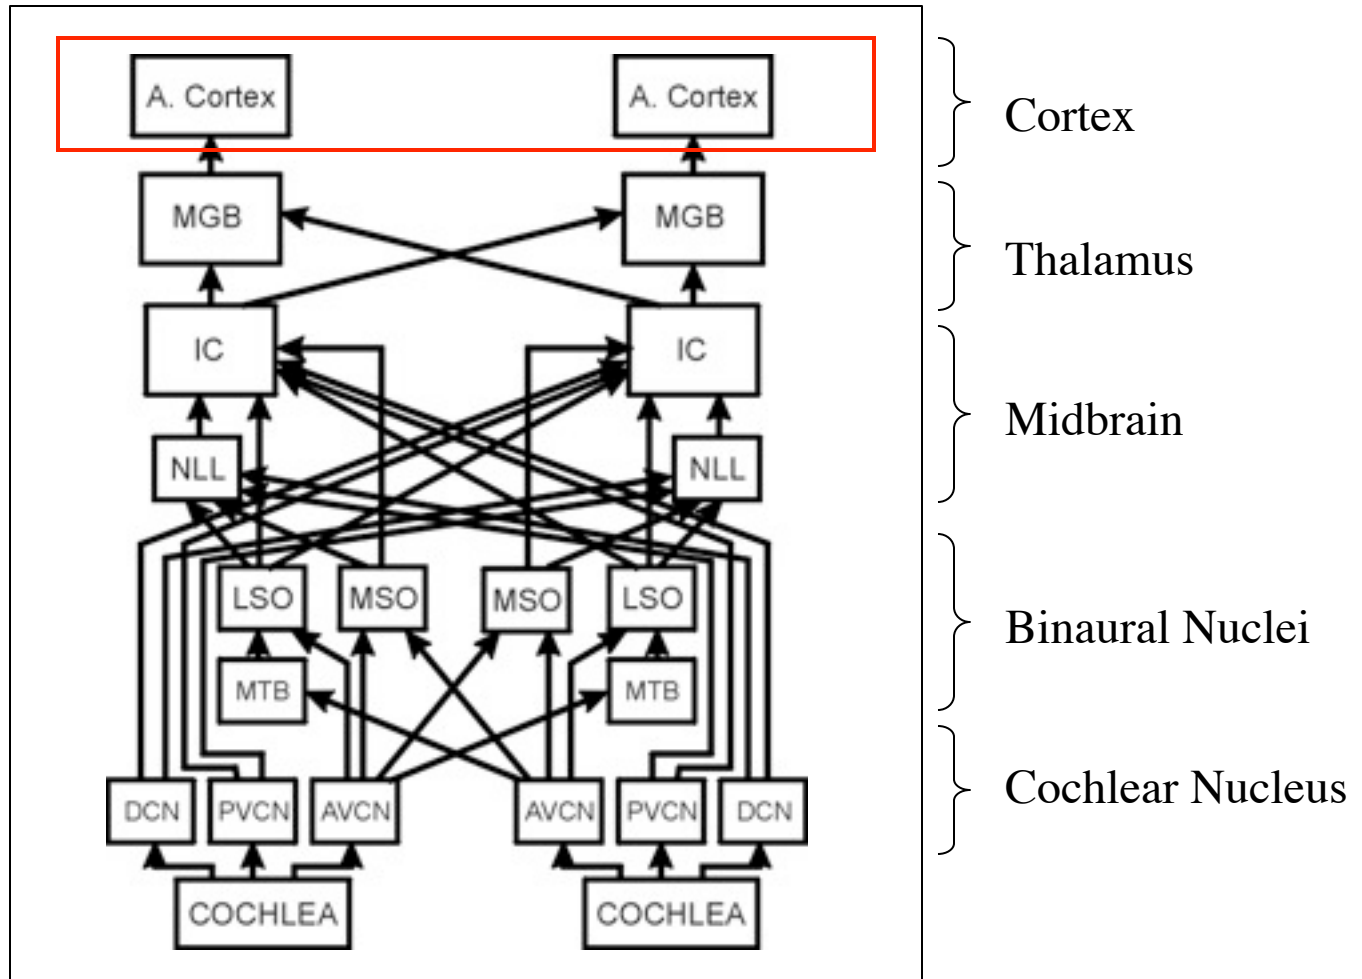 A. Cortex A. Cortex
Cortex
MGB MGB
Thalamus
IC IC
Midbrain
NLL NLL
LSO MSO MSO LSO
Binaural Nuclei
MTB MTB
Cochlear Nucleus
DCN PVCN AVCN AVCN PVCN DCN
COCHLEA COCHLEA